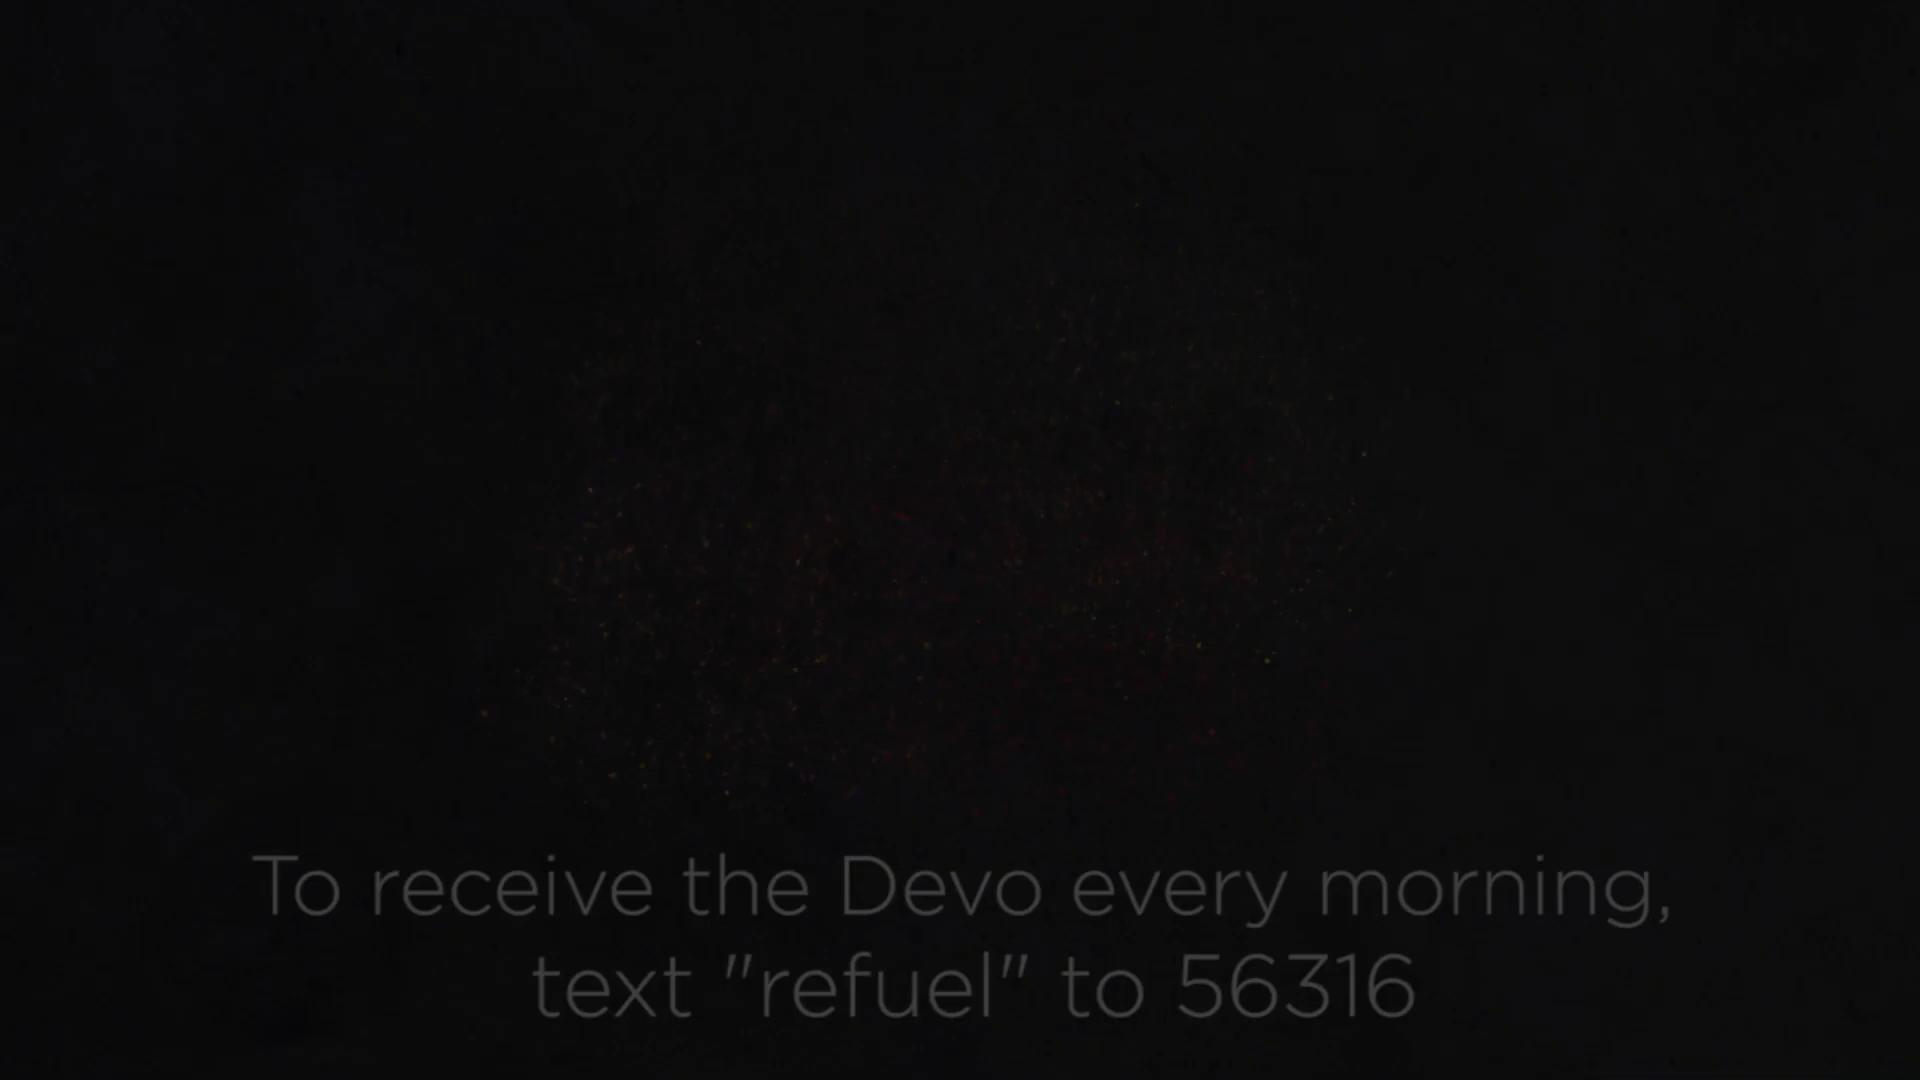 To receive the Devo every morning,
text "refuel" to 56316